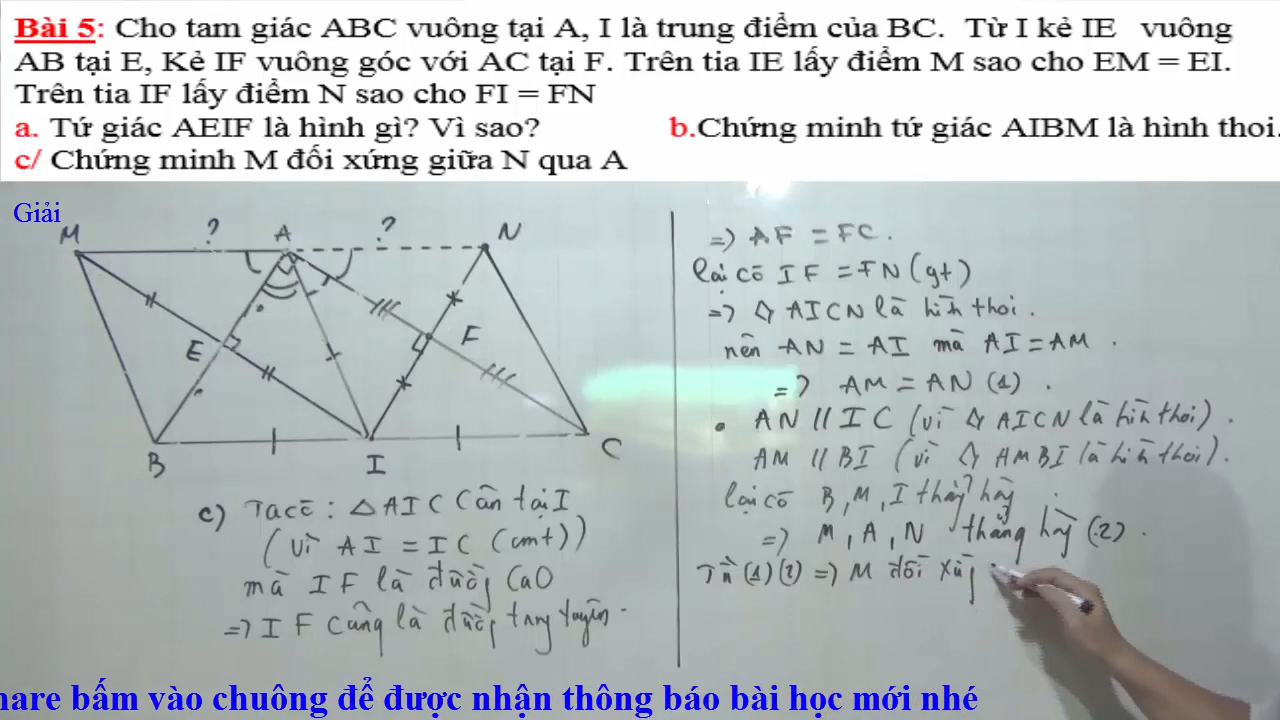 Bài 5: Cho tam giác ABC vuông tại A, I là trung điểm của BC. Từ I kẻ IE vuông
AB tại E, Kẻ IF vuông góc với AC tại F. Trên tia IE lấy điểm M sao cho EM = EI.
Trên tia IF lấy điểm N sao cho FI = FN
a. Tứ giác AEIF là hình gì? Vì sao? b.Chứng minh tứ giác AIBM là hình thoi.
c/ Chứng minh M đối xứng giữa N qua A
Giải
M ? A ? N
E F
B I C
c) Ta có : △AIC cân tại I
(Vì AI = IC (cmt))
mà IF là đường cao
=> IF cũng là đường trung tuyến.
=> AF = FC.
lại có IF = FN (gt)
=> ◇ AICN là hình thoi.
nên AN = AI mà AI = AM.
=> AM = AN (1).
• AN // IC (vì ◇ AICN là hình thoi).
AM // BI (vì ◇ AMBI là hình thoi).
lại có B, M, I thẳng hàng
=> M, A, N thẳng hàng (2).
Từ (1) (2) => M đối xứng
hare bấm vào chuông để được nhận thông báo bài học mới nhé